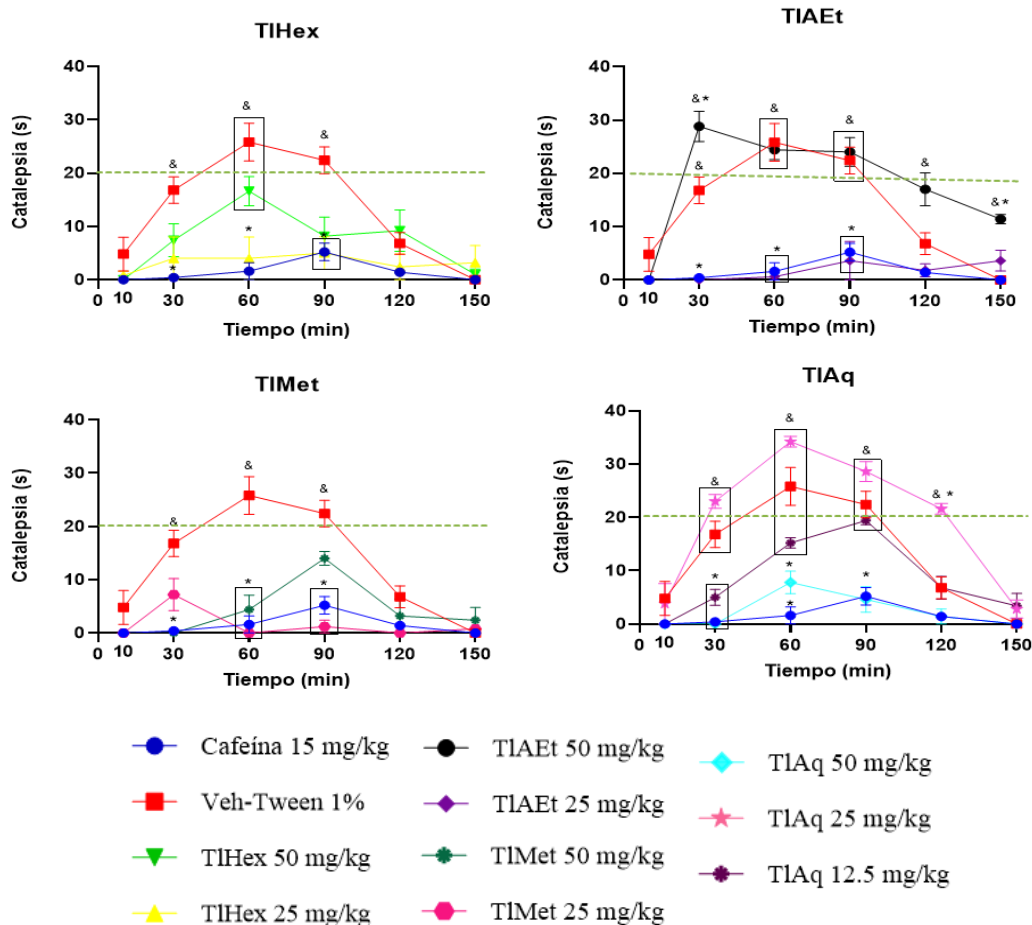 TlHex
TlAEt
Catalepsia (s)
40
30
20
10
0
& & & * *
0 10 30 60 90 120 150
Tiempo (min)
Catalepsia (s)
40
30
20
10
0
& * & & & & & * * * *
0 10 30 60 90 120 150
Tiempo (min)
TlMet
TlAq
Catalepsia (s)
40
30
20
10
0
& & & * * *
0 10 30 60 90 120 150
Tiempo (min)
Catalepsia (s)
40
30
20
10
0
& & & & * * * * *
0 10 30 60 90 120 150
Tiempo (min)
Cafeína 15 mg/kg
Veh-Tween 1%
TlHex 50 mg/kg
TlHex 25 mg/kg
TlAEt 50 mg/kg
TlAEt 25 mg/kg
TlMet 50 mg/kg
TlMet 25 mg/kg
TlAq 50 mg/kg
TlAq 25 mg/kg
TlAq 12.5 mg/kg